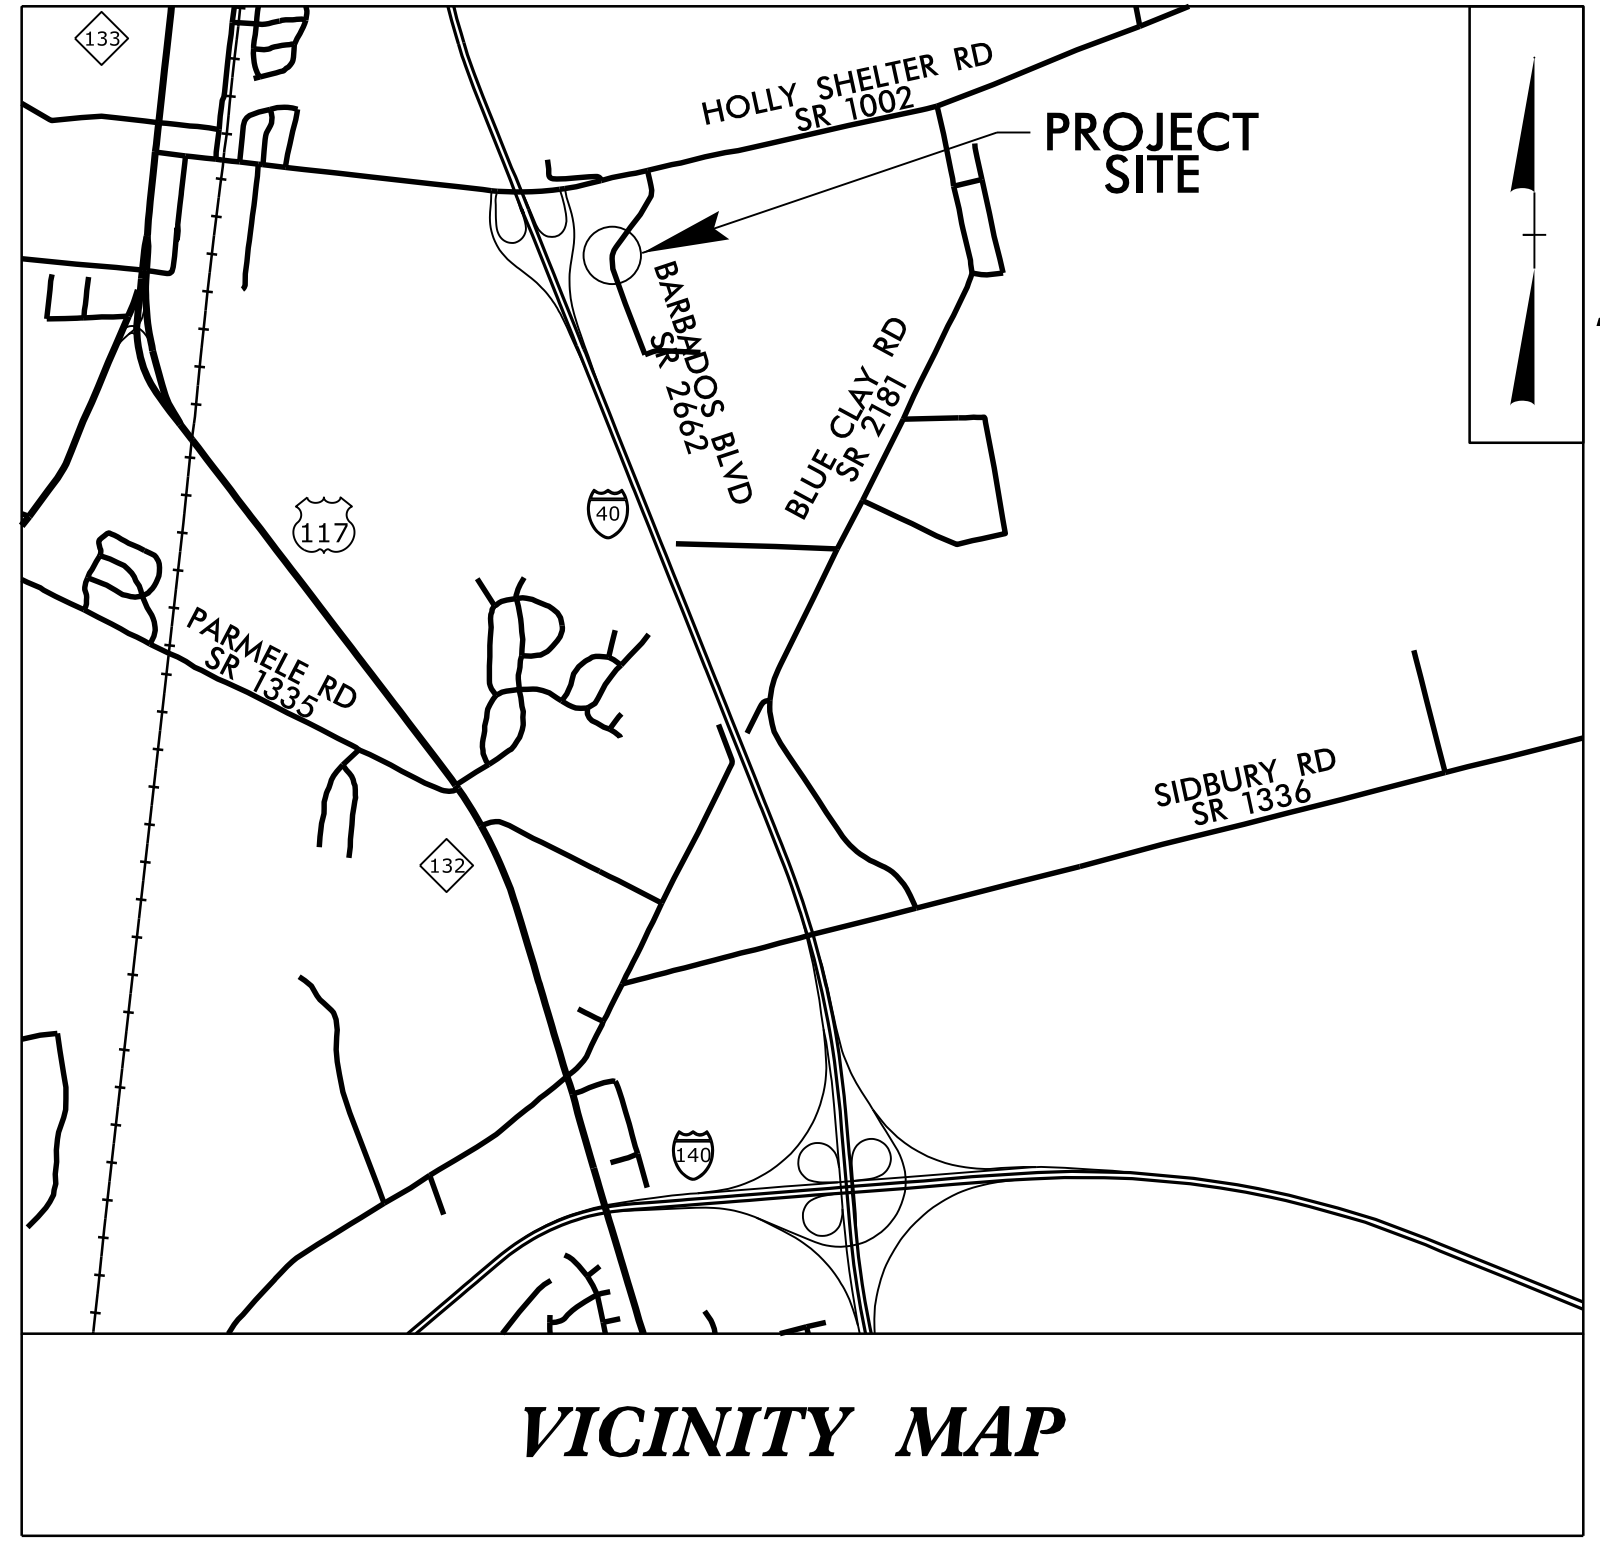 133
HOLLY SHELTER RD
SR 1002
PROJECT
SITE
BARBADOS BLVD
SR 2662
BLUE CLAY RD
SR 2181
117
40
PARMELE RD
SR 1335
SIDBURY RD
SR 1336
132
140
VICINITY MAP